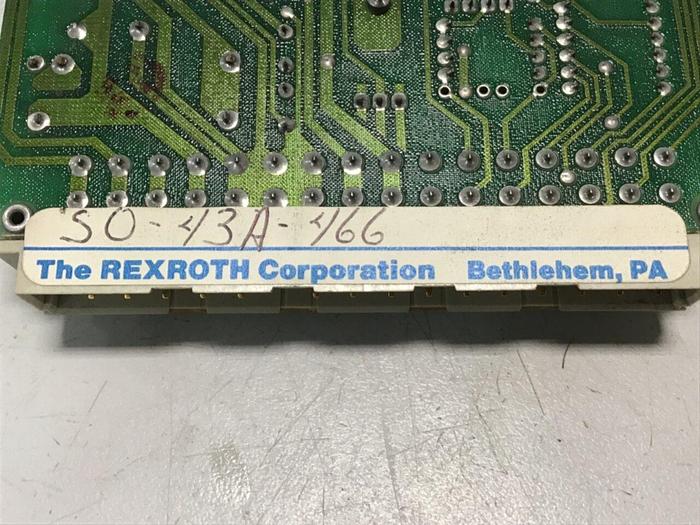 SO-43A-466
The REXROTH Corporation Bethlehem, PA